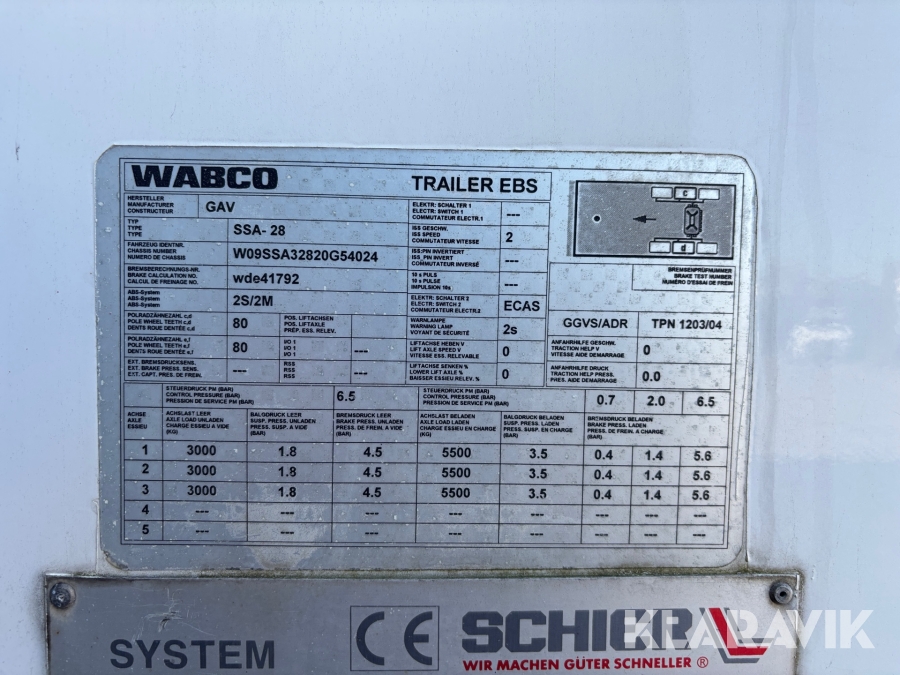 WABCO TRAILER EBS
HERSTELLER
MANUFACTURER
CONSTRUCTEUR
GAV
ELEKTR: SCHALTER 1
ELECTR: SWITCH 1
COMMUTATEUR ELECTR.1
---
TYP
TYPE
TYPE
SSA- 28
ISS GESCHW.
ISS SPEED
COMMUTATEUR VITESSE
2
FAHRZEUG IDENTNR.
CHASSIS NUMBER
NUMERO DE CHASSIS
W09SSA32820G54024
ISS:PIN INVERTIERT
ISS_PIN INVERT
COMMUTATEUR INVERSÉ
---
BREMSBERECHNUNGS-NR.
BRAKE CALCULATION NO.
CALCUL DE FREINAGE NO.
wde41792
10 s PULS
10 s PULSE
IMPULSION 10s
---
ABS-System
ABS-System
ABS-System
2S/2M
ELEKTR: SCHALTER 2
ELECTR: SWITCH 2
COMMUTATEUR ELECTR.2
ECAS
POLRADZÄHNEZAHL c,d
POLE WHEEL TEETH c,d
DENTS ROUE DENTÉE c,d
80
POS. LIFTACHSEN
POS. LIFTAXLE
PRÉP. ESS. RELEV.
WARNLAMPE
WARNING LAMP
VOYANT DE SÉCURITÉ
2s
POLRADZÄHNEZAHL e,f
POLE WHEEL TEETH e,f
DENTS ROUE DENTÉE e,f
80
I/O 1
I/O 1
I/O 1
---
LIFTACHSE HEBEN V
LIFT AXLE SPEED V
VITESSE ESS. RELEVABLE
0
EXT. BREMSDRUCKSENS.
EXT. BRAKE PRESS. SENS.
EXT. CAPT. PRES. DE FREIN.
---
RSS
RSS
RSS
---
LIFTACHSE SENKEN %
LOWER LIFT AXLE %
BAISSER ESSIEU RELEV. %
0
c
d
BREMSENPRÜFNUMMER
BRAKE TEST NUMBER
NUMÉRO D'ESSAI DE FREIN
GGVS/ADR TPN 1203/04
ANFAHRHILFE GESCHW.
TRACTION HELP V
VITESSE AIDE DEMARRAGE
0
ANFAHRHILFE DRUCK
TRACTION HELP PRESS.
PRES. AIDE DEMARRAGE
0.0
STEUERDRUCK PM (BAR)
CONTROL PRESSURE (BAR)
PRESSION DE SERVICE PM (BAR)
6.5
STEUERDRUCK PM (BAR)
CONTROL PRESSURE PM (BAR)
PRESSION DE SERVICE PM (BAR)
0.7 2.0 6.5
ACHSE
AXLE
ESSIEU
ACHSLAST LEER
AXLE LOAD UNLADEN
CHARGE ESSIEU A VIDE
(KG)
BALGDRUCK LEER
SUSP. PRESS. UNLADEN
PRESS. SUSP. A VIDE
(BAR)
BREMSDRUCK LEER
BRAKE PRESS. UNLADEN
PRES. DE FREIN. A VIDE
(BAR)
ACHSLAST BELADEN
AXLE LOAD LADEN
CHARGE ESSIEU EN CHARGE
(KG)
BALGDRUCK BELADEN
SUSP. PRESS. LADEN
PRESS. SUSP. EN CHARGE
(BAR)
BREMSDRUCK BELADEN
BRAKE PRESS. LADEN
PRESS. DE FREIN. EN CHARGE
(BAR)
1 3000 1.8 4.5 5500 3.5 0.4 1.4 5.6
2 3000 1.8 4.5 5500 3.5 0.4 1.4 5.6
3 3000 1.8 4.5 5500 3.5 0.4 1.4 5.6
4 --- --- --- --- --- --- --- ---
5 --- --- --- --- --- --- --- ---
SYSTEM CE
WIR MACHEN GÜTER SCHNELLER ®
KLARAVIK